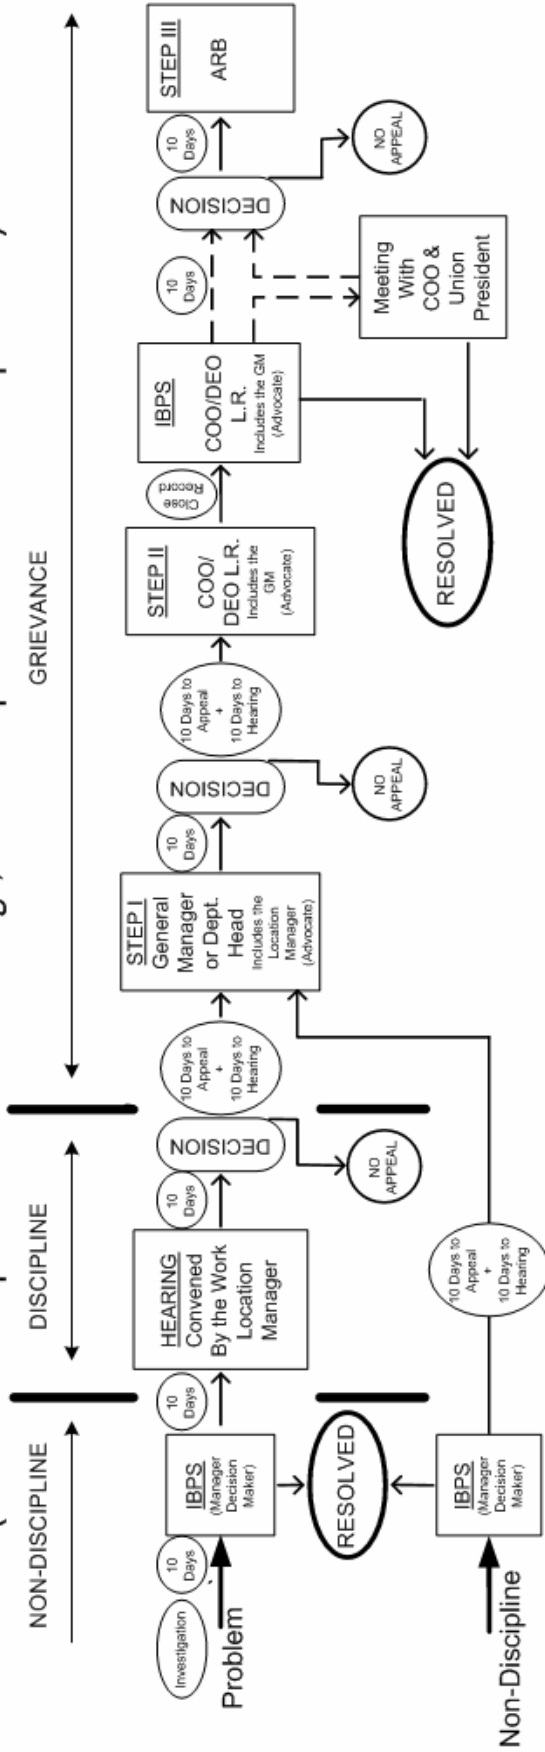 GRIEVANCE
DISCIPLINE
NON-DISCIPLINE
Investigation
10
Days
Problem
IBPS
(Manager
Decision
Maker)
10
Days
HEARING
Convened
By the Work
Location
Manager
10
Days
DECISION
NO
APPEAL
10 Days to
Appeal
+
10 Days to
Hearing
STEP I
General
Manager
or Dept.
Head
Includes the
Location
Manager
(Advocate)
10
Days
DECISION
NO
APPEAL
10 Days to
Appeal
+
10 Days to
Hearing
STEP II
COO/
DEO L.R.
Includes the
GM
(Advocate)
Close
Record
IBPS
COO/DEO
L.R.
Includes the GM
(Advocate)
10
Days
Meeting
With
COO &
Union
President
RESOLVED
DECISION
NO
APPEAL
10
Days
STEP III
ARB
RESOLVED
Non-Discipline
IBPS
(Manager
Decision
Maker)
10 Days to
Appeal
+
10 Days to
Hearing